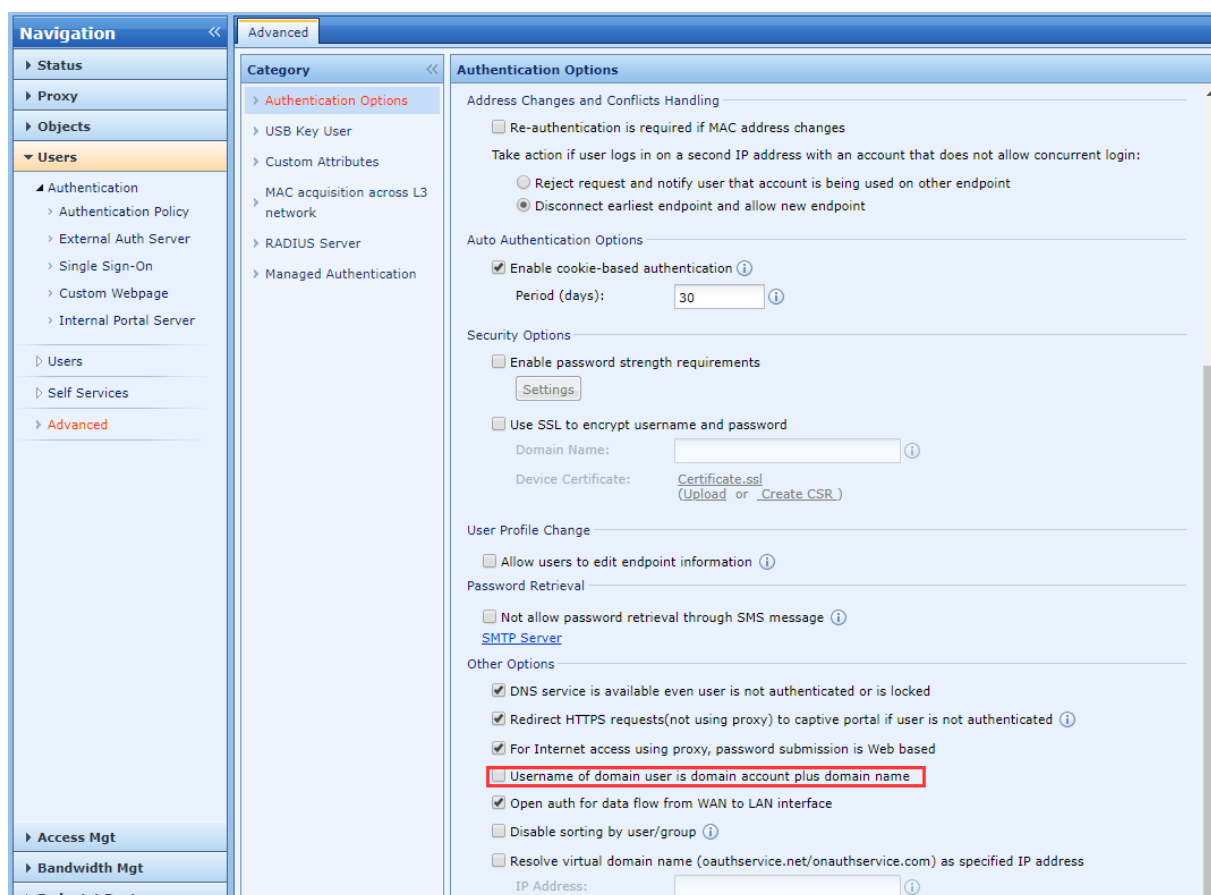 Navigation
Status
Proxy
Objects
Users
Authentication
Authentication Policy
External Auth Server
Single Sign-On
Custom Webpage
Internal Portal Server
Users
Self Services
Advanced
Access Mgt
Bandwidth Mgt
Advanced
Category
Authentication Options
USB Key User
Custom Attributes
MAC acquisition across L3
network
RADIUS Server
Managed Authentication
Authentication Options
Address Changes and Conflicts Handling
Re-authentication is required if MAC address changes
Take action if user logs in on a second IP address with an account that does not allow concurrent login:
Reject request and notify user that account is being used on other endpoint
Disconnect earliest endpoint and allow new endpoint
Auto Authentication Options
Enable cookie-based authentication
Period (days): 30
Security Options
Enable password strength requirements
Settings
Use SSL to encrypt username and password
Domain Name:
Device Certificate: Certificate.ssl
(Upload or Create CSR )
User Profile Change
Allow users to edit endpoint information
Password Retrieval
Not allow password retrieval through SMS message
SMTP Server
Other Options
DNS service is available even user is not authenticated or is locked
Redirect HTTPS requests(not using proxy) to captive portal if user is not authenticated
For Internet access using proxy, password submission is Web based
Username of domain user is domain account plus domain name
Open auth for data flow from WAN to LAN interface
Disable sorting by user/group
Resolve virtual domain name (oauthservice.net/onauthservice.com) as specified IP address
IP Address: